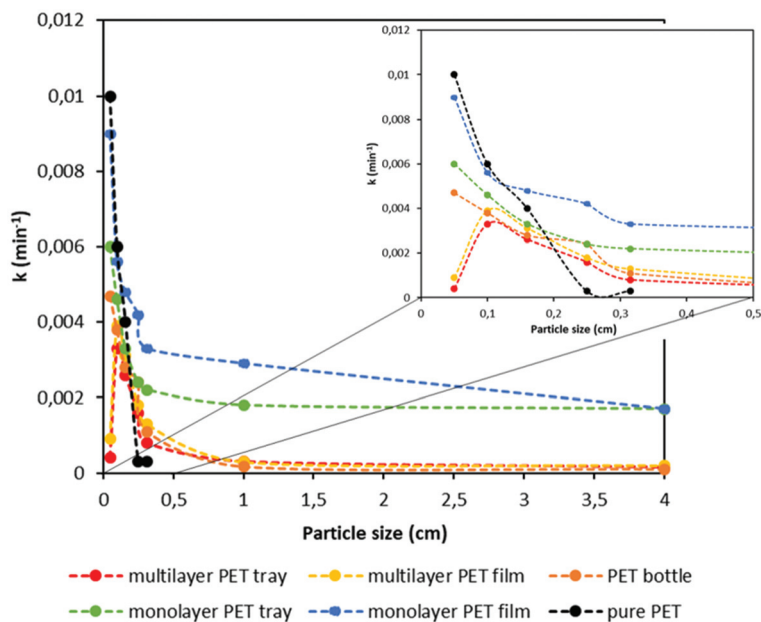 0,012
0,01
0,008
0,006
0,004
0,002
0
k (min⁻¹)
0 0,5 1 1,5 2 2,5 3 3,5 4
Particle size (cm)
0,012
0,01
0,008
0,006
0,004
0,002
0
k (min⁻¹)
0 0,1 0,2 0,3 0,4 0,5
Particle size (cm)
multilayer PET tray multilayer PET film PET bottle
monolayer PET tray monolayer PET film pure PET